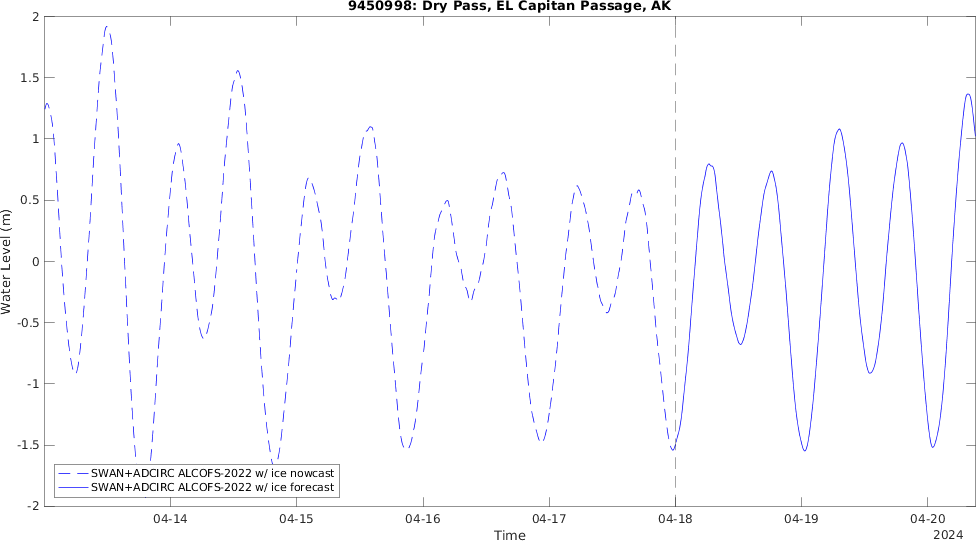 9450998: Dry Pass, EL Capitan Passage, AK
2
1.5
1
0.5
0
-0.5
-1
-1.5
-2
Water Level (m)
SWAN+ADCIRC ALCOFS-2022 w/ ice nowcast
SWAN+ADCIRC ALCOFS-2022 w/ ice forecast
04-14 04-15 04-16 04-17 04-18 04-19 04-20
Time
2024